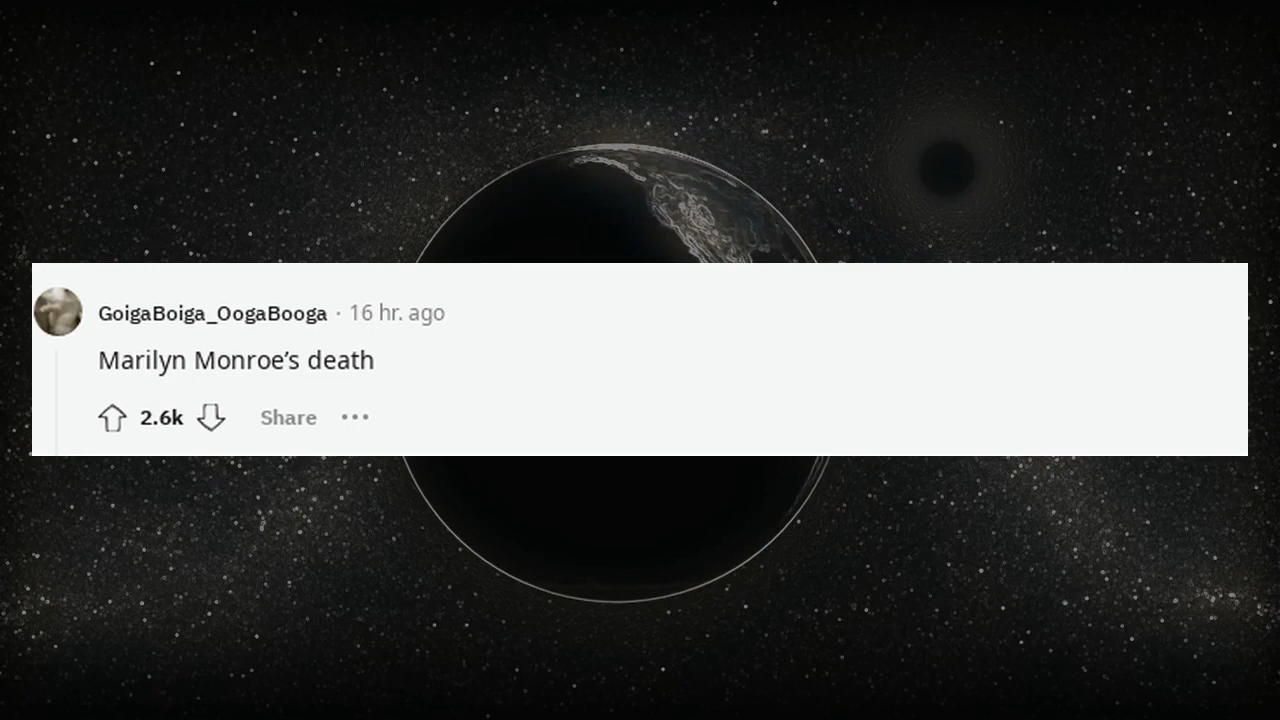 GoigaBoiga_OogaBooga · 16 hr. ago
Marilyn Monroe’s death
2.6k Share •••